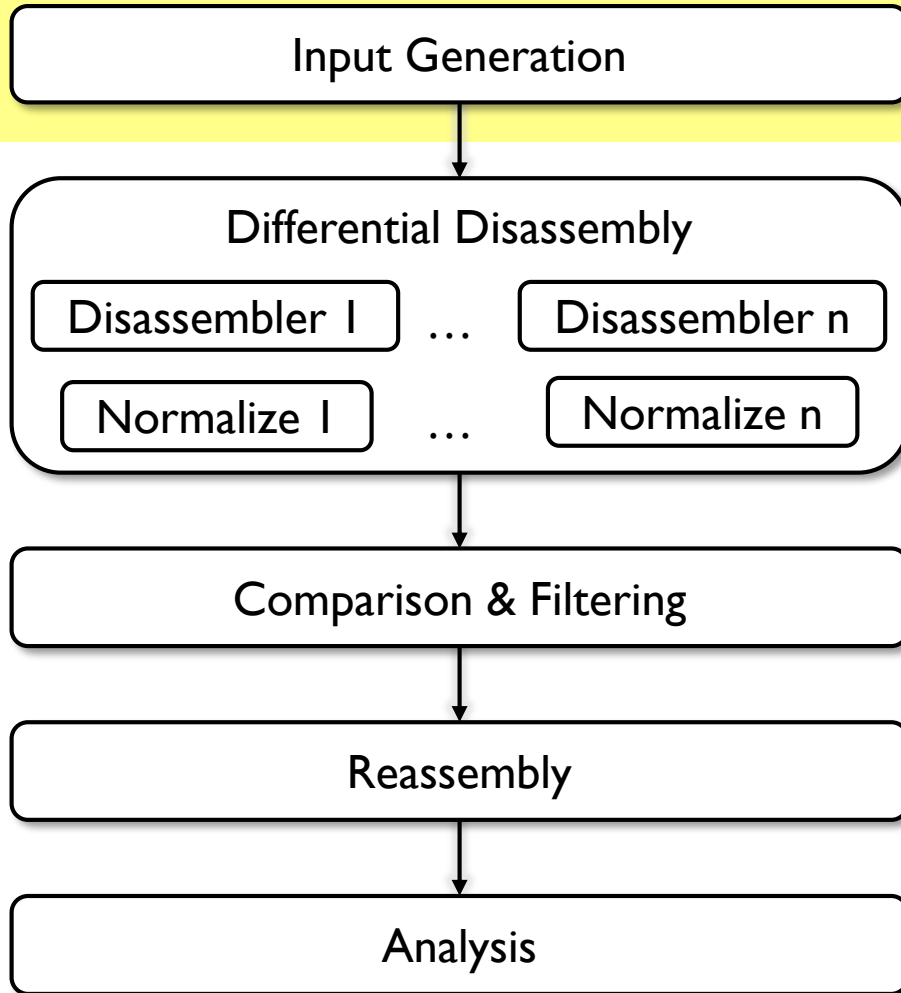 Input Generation
Differential Disassembly
Disassembler 1 … Disassembler n
Normalize 1 … Normalize n
Comparison & Filtering
Reassembly
Analysis